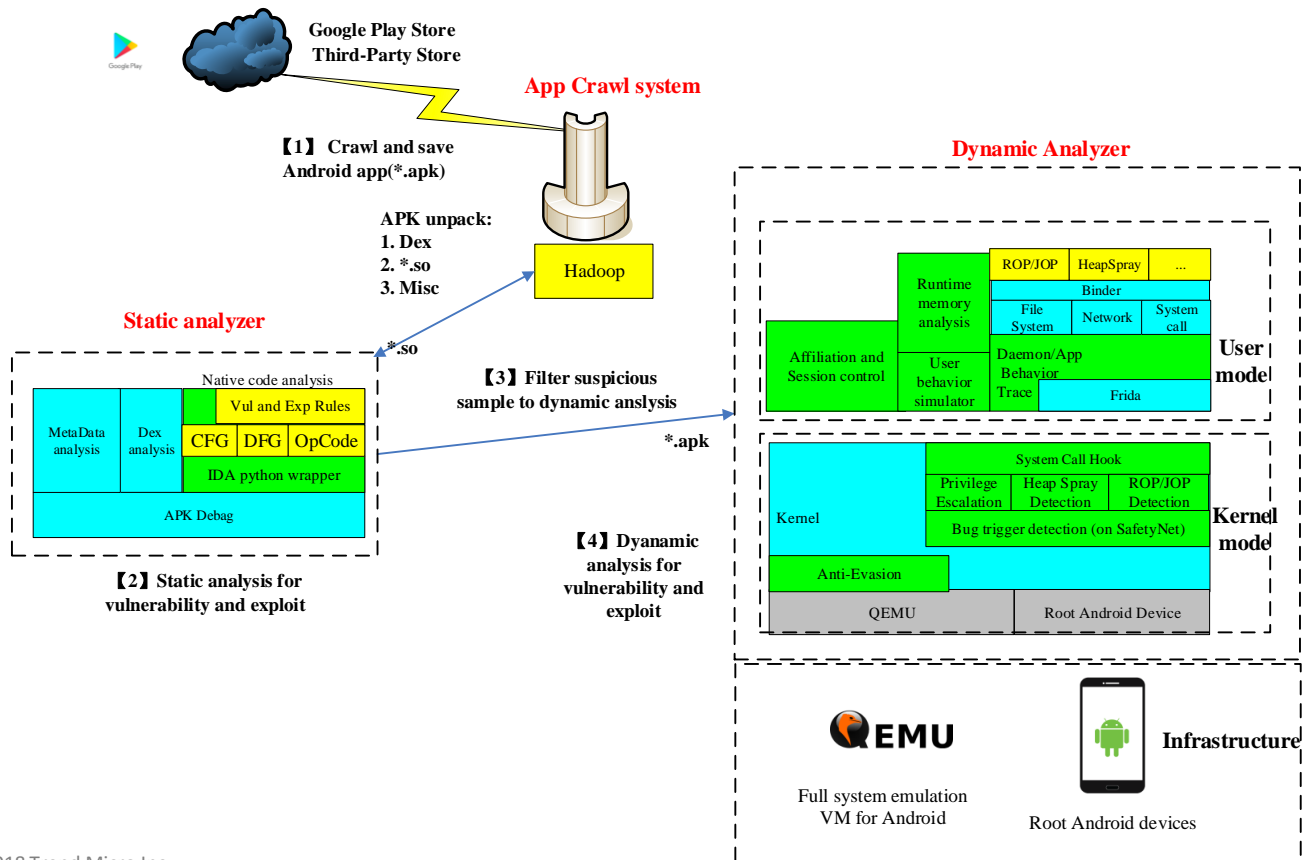 Google Play Store
Third-Party Store
Google Play
App Crawl system
【1】 Crawl and save
Android app(*.apk)
APK unpack:
1. Dex
2. *.so
3. Misc
Hadoop
Static analyzer
*.so
Native code analysis
MetaData
analysis
Dex
analysis
Vul and Exp Rules
CFG
DFG
OpCode
IDA python wrapper
APK Debug
【2】 Static analysis for
vulnerability and exploit
【3】 Filter suspicious
sample to dynamic anslysis
*.apk
【4】 Dyanamic
analysis for
vulnerability and
exploit
Dynamic Analyzer
Affiliation and
Session control
Runtime
memory
analysis
User
behavior
simulator
ROP/JOP
HeapSpray
...
Binder
File
System
Network
System
call
Daemon/App
Behavior
Trace
Frida
User
mode
Kernel
System Call Hook
Privilege
Escalation
Heap Spray
Detection
ROP/JOP
Detection
Bug trigger detection (on SafetyNet)
Anti-Evasion
QEMU
Root Android Device
Kernel
mode
QEMU
Full system emulation
VM for Android
Root Android devices
Infrastructure